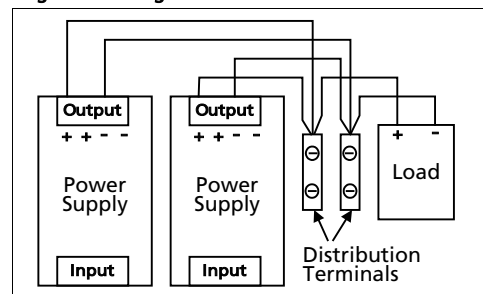 Output
+ + - -
Power
Supply
Input
Output
+ + - -
Power
Supply
Input
+ -
Load
Distribution
Terminals